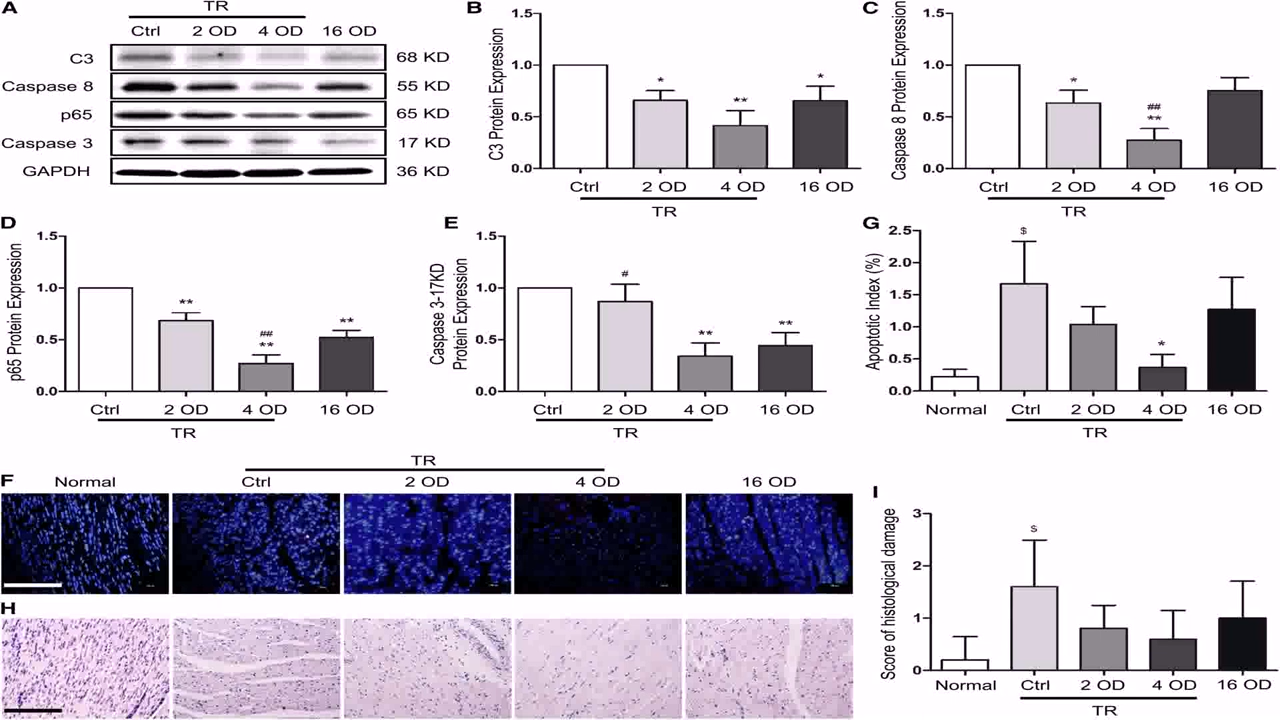 A
TR
Ctrl 2 OD 4 OD 16 OD
C3 68 KD
Caspase 8 55 KD
p65 65 KD
Caspase 3 17 KD
GAPDH 36 KD
B
C3 Protein Expression
1.5
1.0
0.5
0.0
* ** *
Ctrl 2 OD 4 OD 16 OD
TR
C
Caspase 8 Protein Expression
1.5
1.0
0.5
0.0
*
##
**
Ctrl 2 OD 4 OD 16 OD
TR
D
p65 Protein Expression
1.5
1.0
0.5
0.0
**
##
**
**
Ctrl 2 OD 4 OD 16 OD
TR
E
Caspase 3-17KD
Protein Expression
1.5
1.0
0.5
0.0
#
**
**
Ctrl 2 OD 4 OD 16 OD
TR
G
Apoptotic Index (%)
2.5
2.0
1.5
1.0
0.5
0.0
$
*
Normal Ctrl 2 OD 4 OD 16 OD
TR
TR
F
Normal Ctrl 2 OD 4 OD 16 OD
H
I
Score of histological damage
3
2
1
0
$
Normal Ctrl 2 OD 4 OD 16 OD
TR